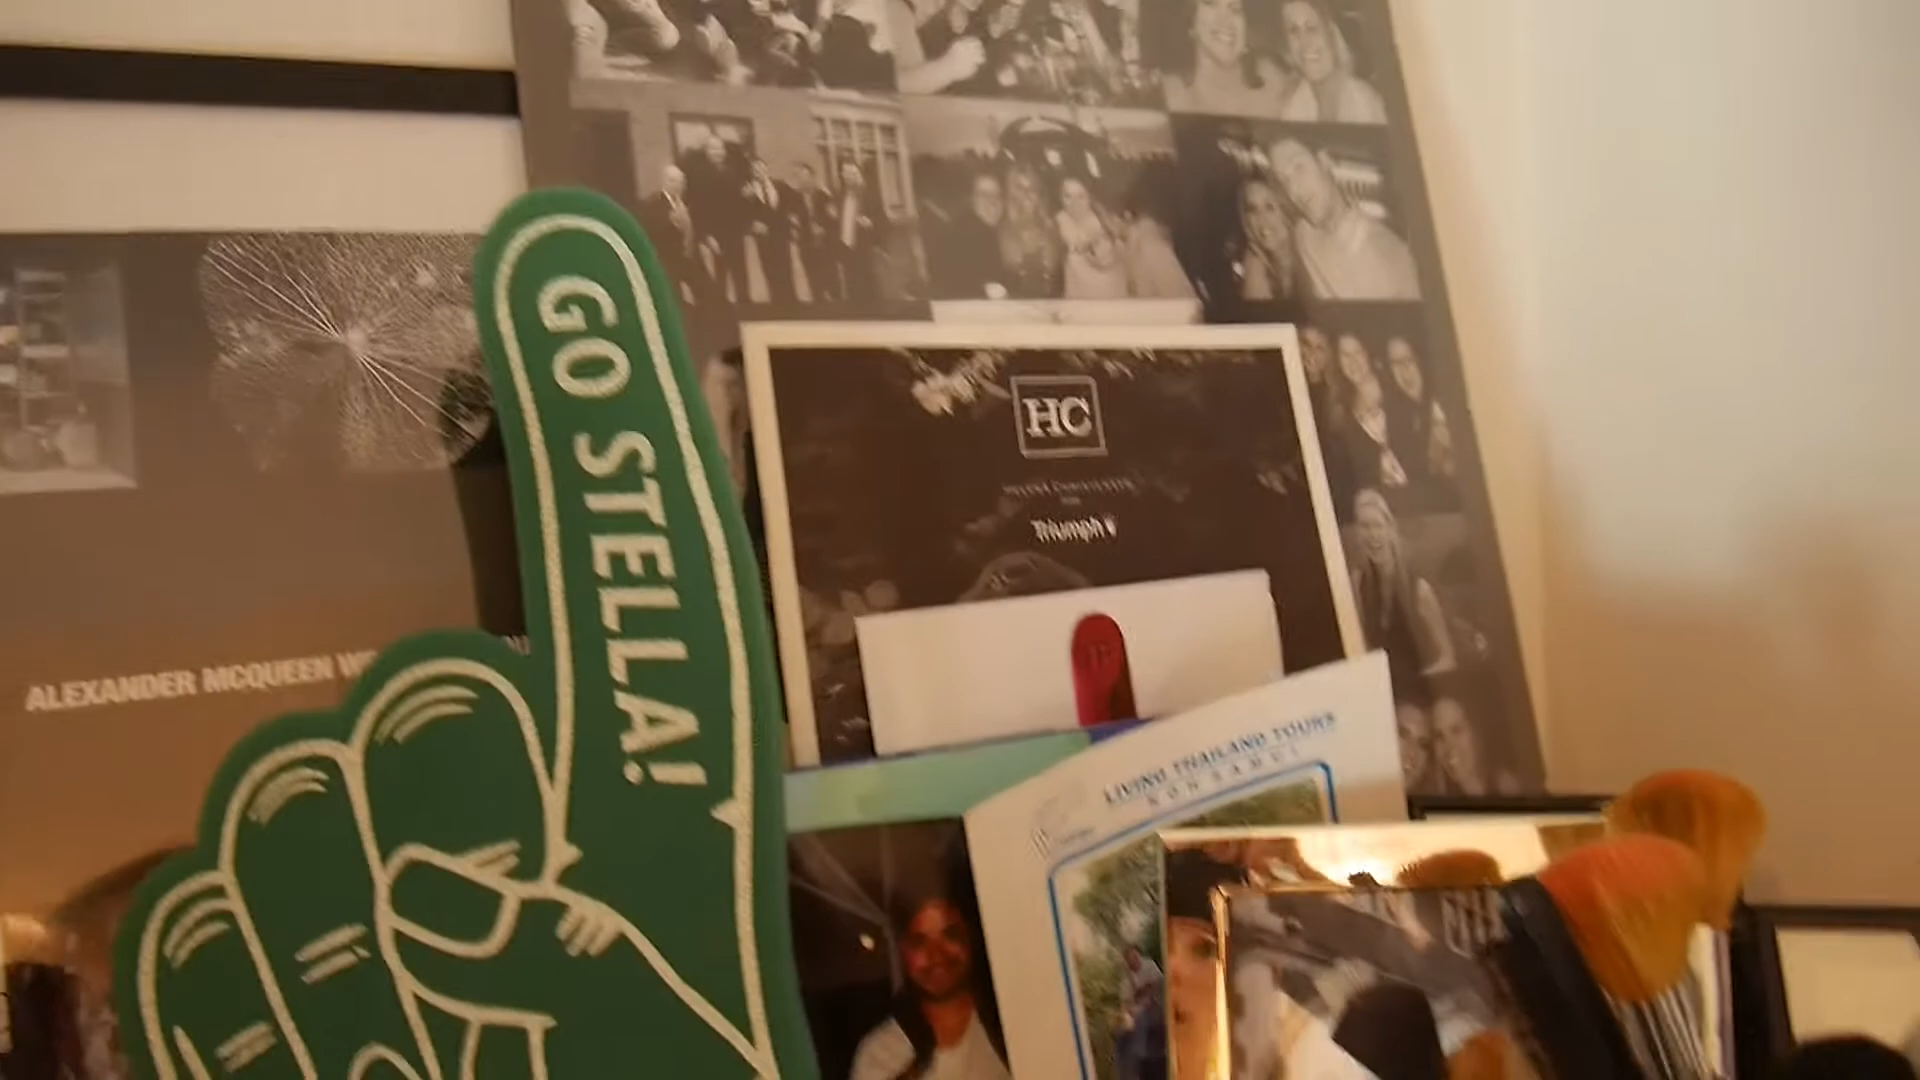 GO STELLA!
HC
Triumph
ALEXANDER MCQUEEN
LIVING THAILAND TOURS
KOH SAMUI